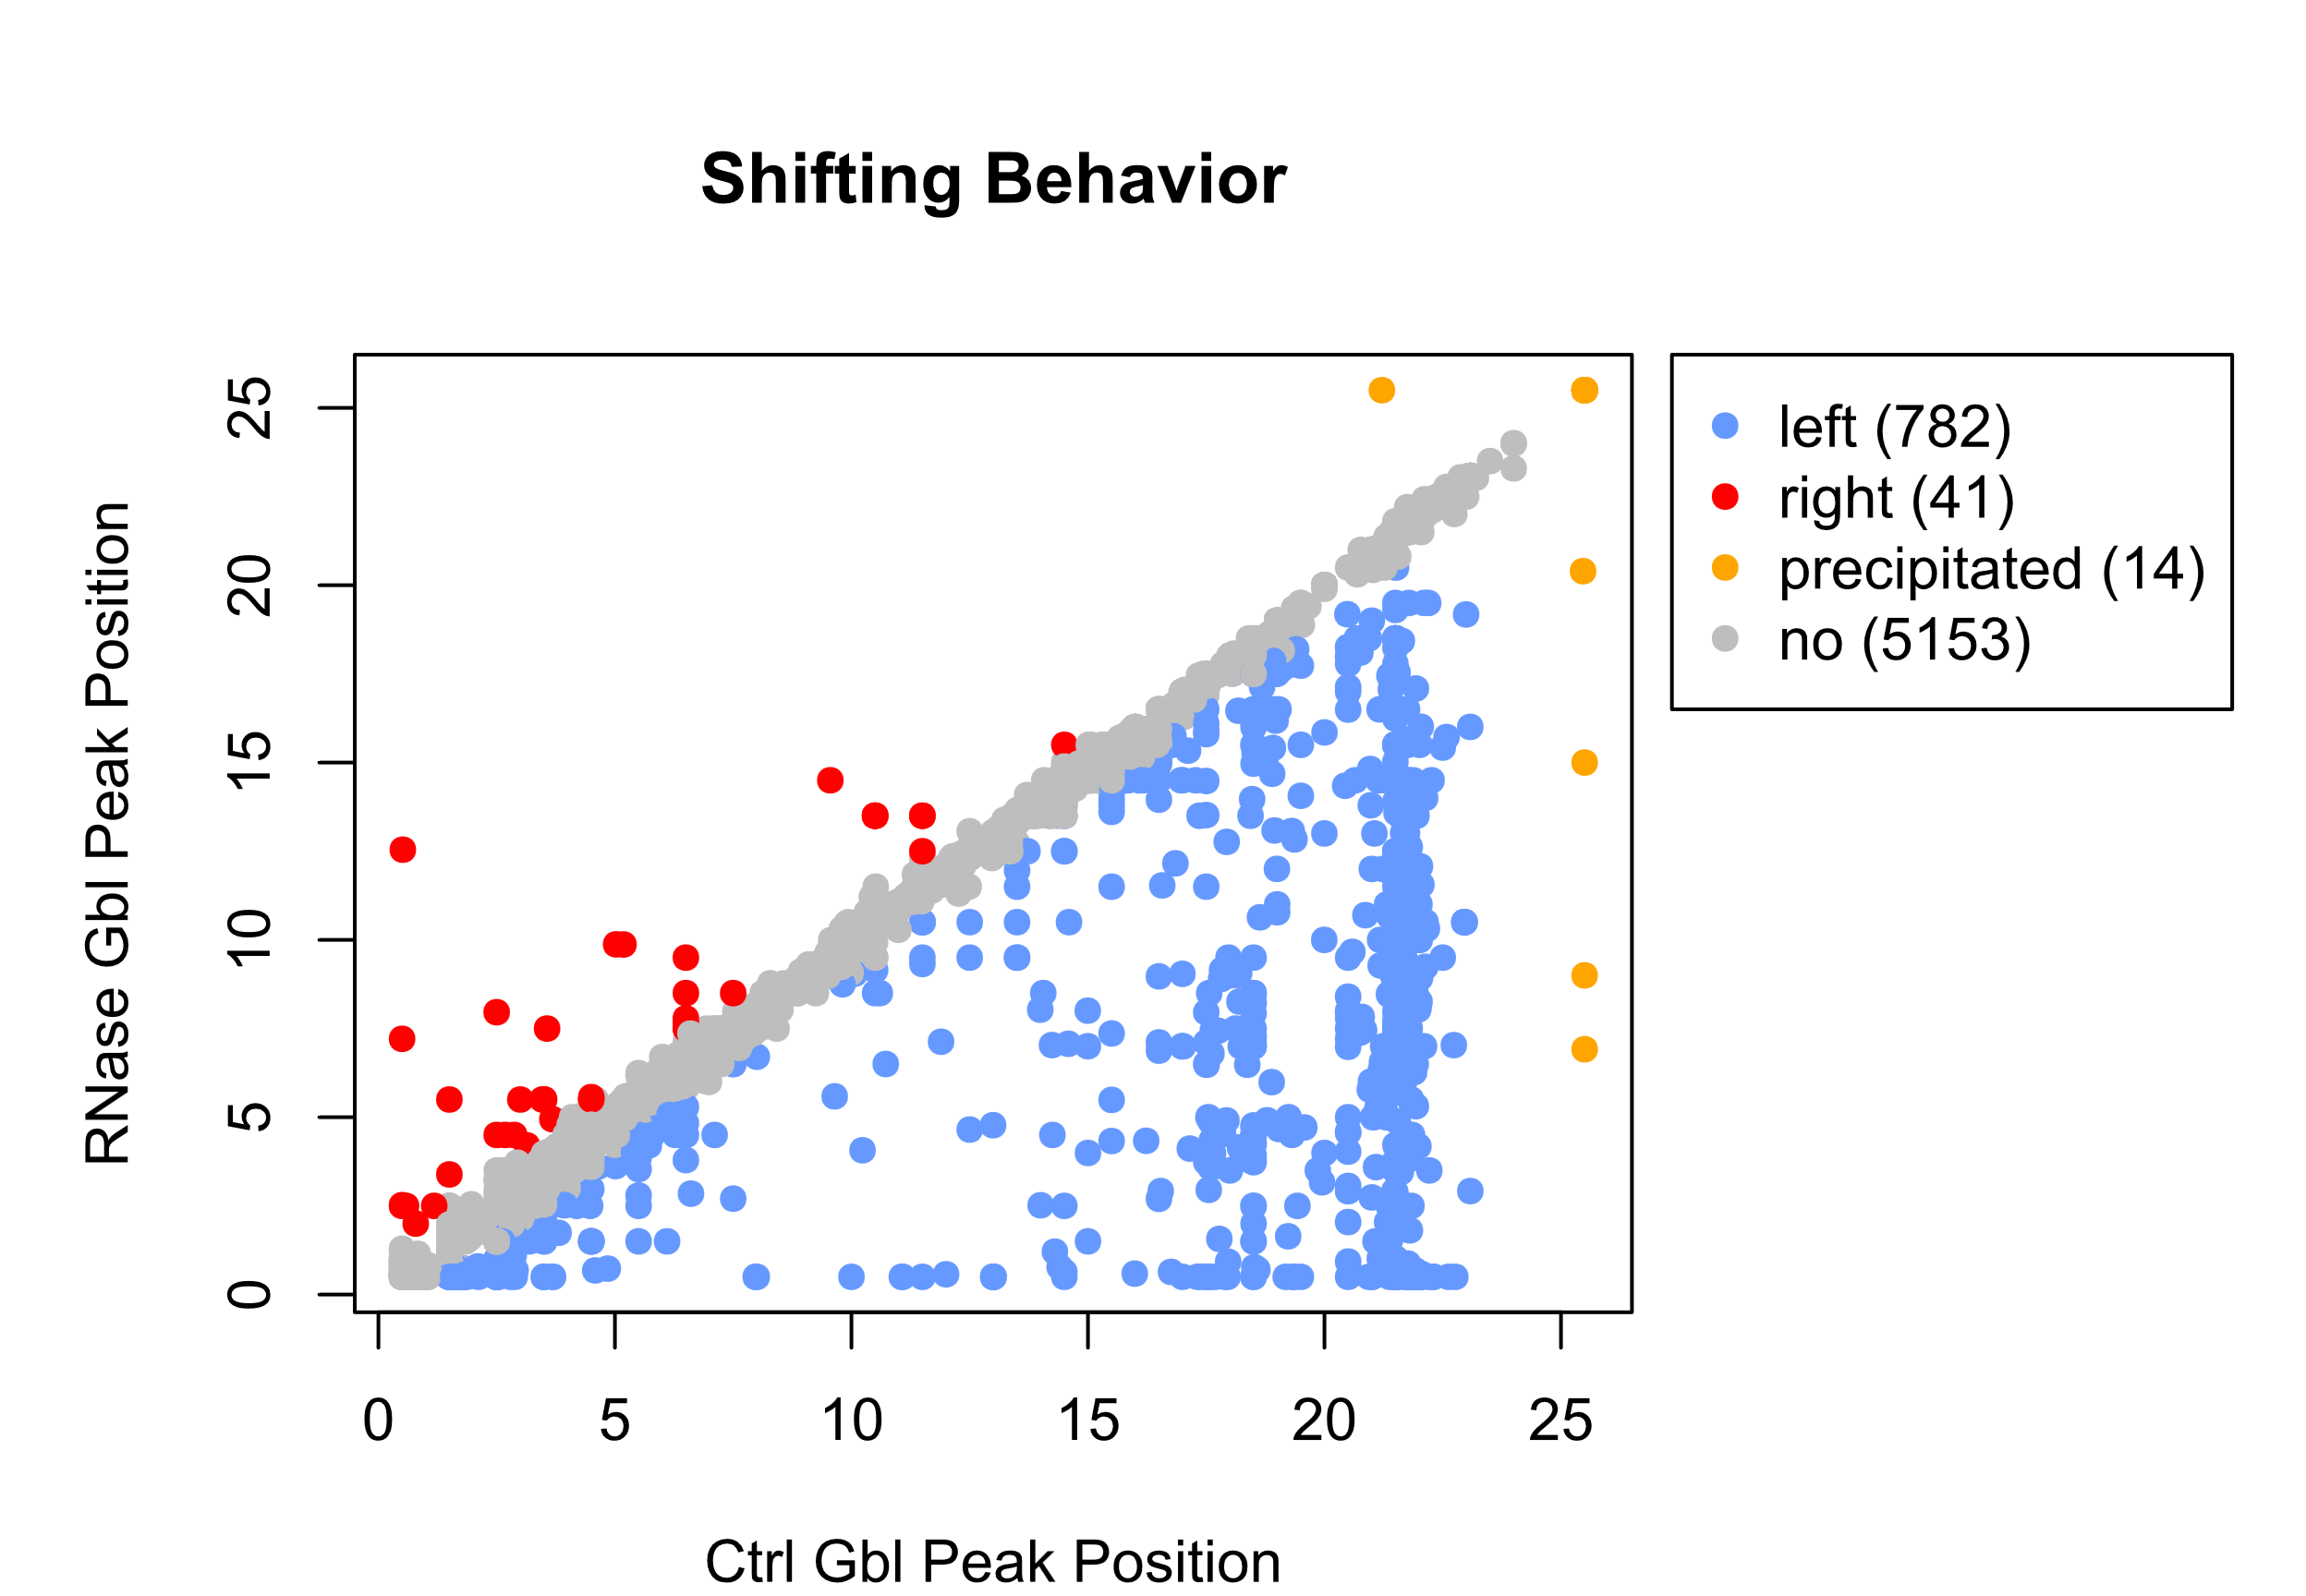 Shifting Behavior
RNase Gbl Peak Position
25
20
15
10
5
0
0 5 10 15 20 25
Ctrl Gbl Peak Position
left (782)
right (41)
precipitated (14)
no (5153)